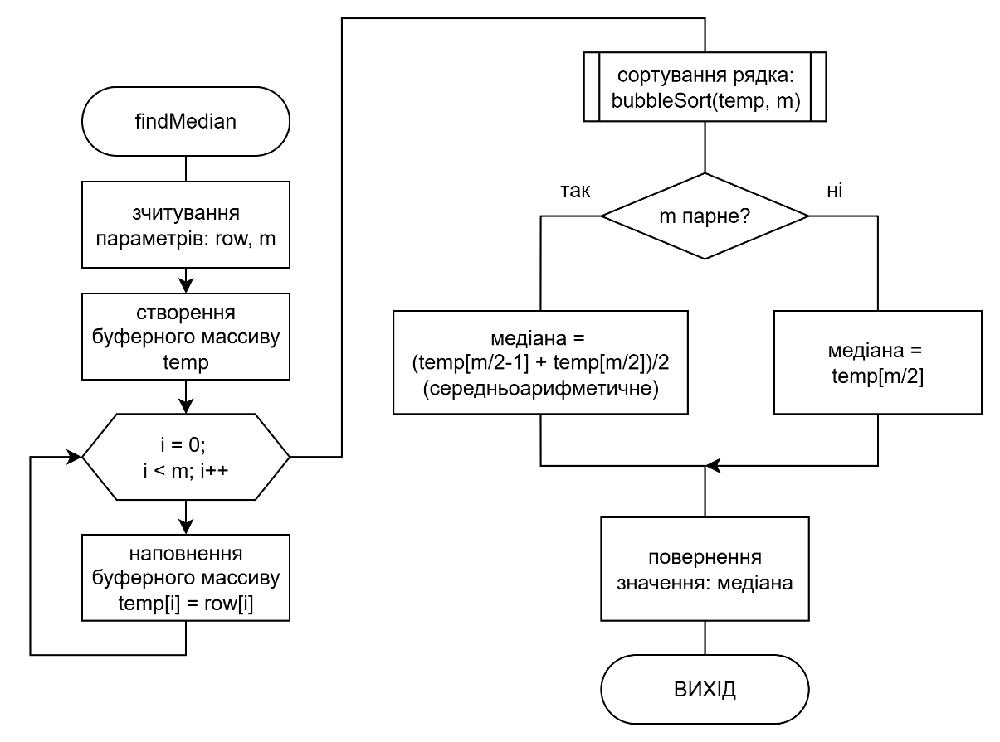 findMedian
зчитування
параметрів: row, m
створення
буферного массиву
temp
i = 0;
i < m; i++
наповнення
буферного массиву
temp[i] = row[i]
сортування рядка:
bubbleSort(temp, m)
так
ні
m парне?
медіана =
(temp[m/2-1] + temp[m/2])/2
(середньоарифметичне)
медіана =
temp[m/2]
повернення
значення: медіана
ВИХІД